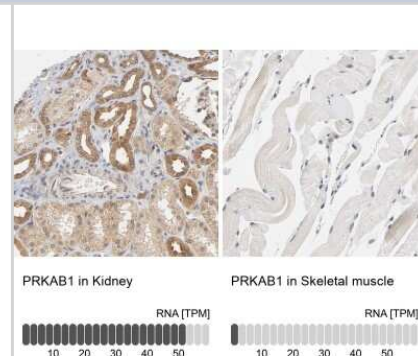 PRKAB1 in Kidney
PRKAB1 in Skeletal muscle
RNA [TPM]
RNA [TPM]
10 20 30 40 50
10 20 30 40 50